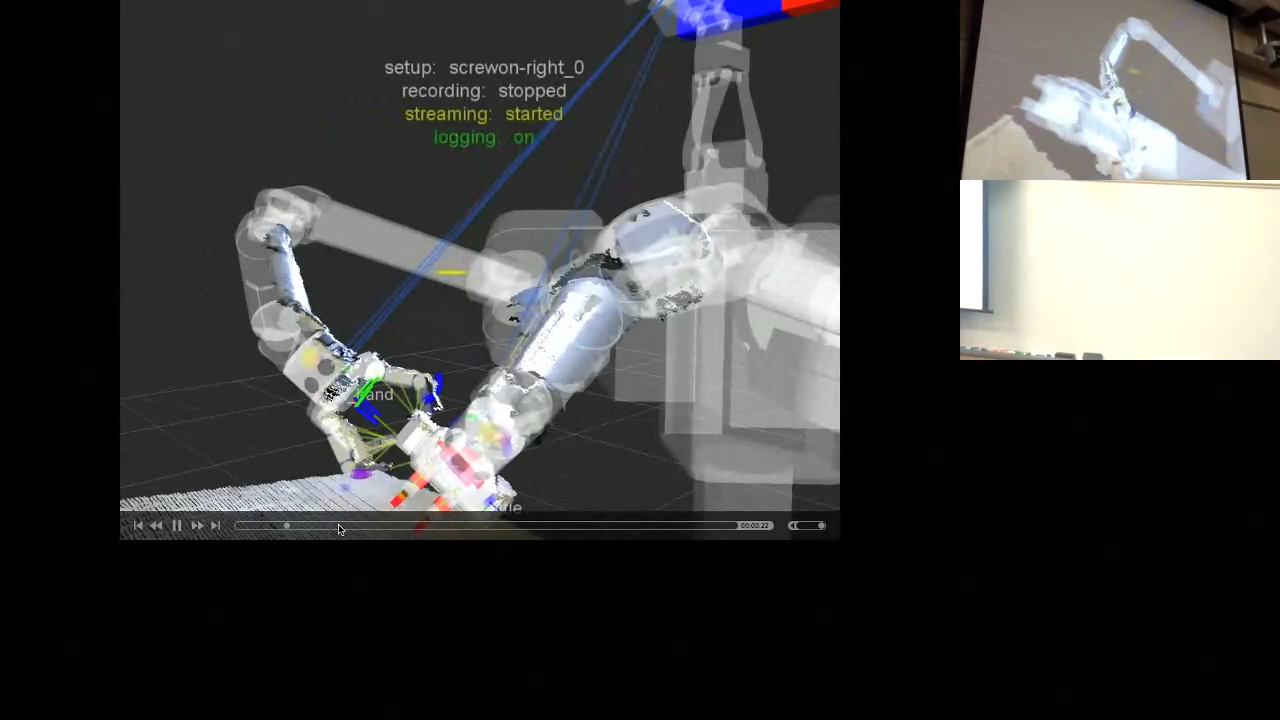 setup: screwon-right_0
recording: stopped
streaming: started
logging: on
00:00:22